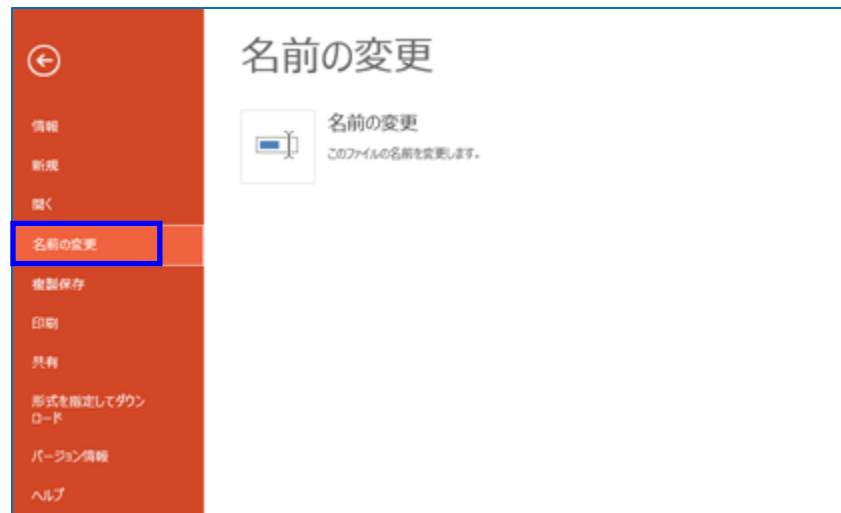 名前の変更
情報
新規
開く
名前の変更
複製保存
印刷
共有
形式を指定してダウン
ロード
バージョン情報
ヘルプ
名前の変更
このファイルの名前を変更します。